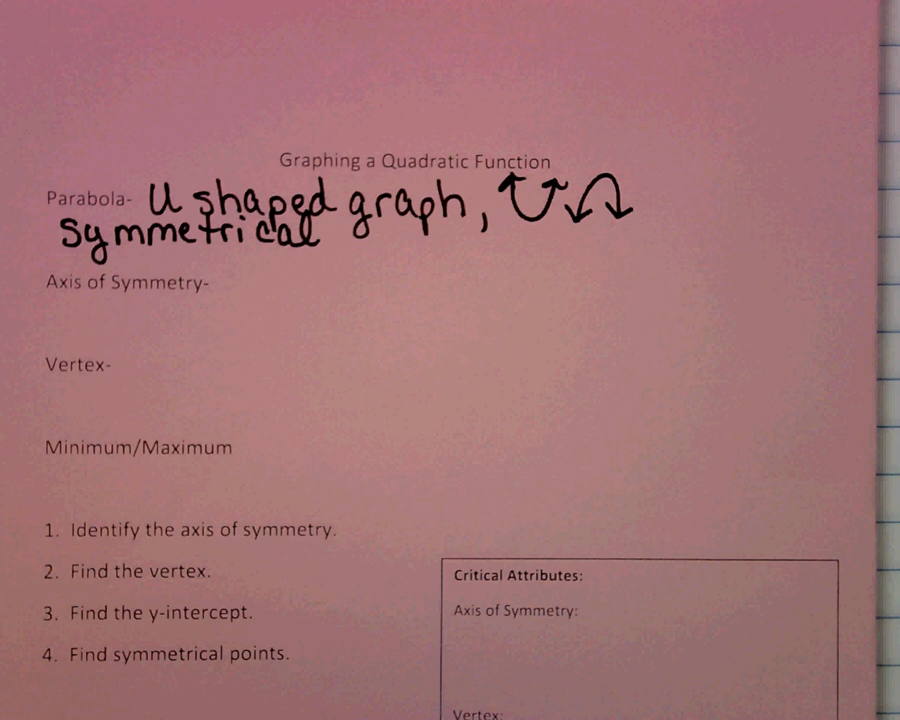 Graphing a Quadratic Function
Parabola- U shaped graph,
symmetrical
Axis of Symmetry-
Vertex-
Minimum/Maximum
1. Identify the axis of symmetry.
2. Find the vertex.
3. Find the y-intercept.
4. Find symmetrical points.
Critical Attributes:
Axis of Symmetry:
Vertex: